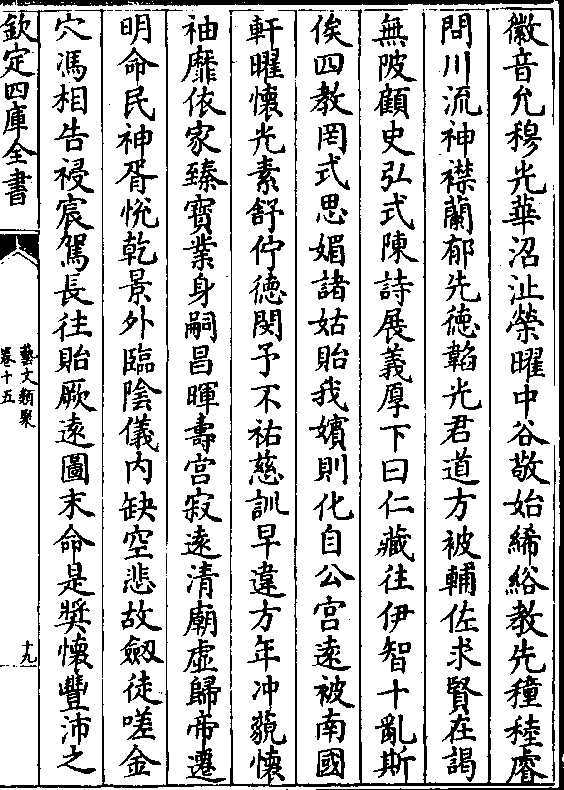 徽音允穆光華沼沚榮曜中谷敬始絺綌教先穜稑睿
問川流神襟蘭郁先德韜光君道方被輔佐求賢在謁
無陂顧史弘式陳詩展義厚下曰仁藏往伊智十亂斯
俟四教罔忒思媚諸姑貽我嬪則化自公宮遠被南國
軒曜懷光素舒佇德閔予不祐慈訓早違方年沖藐懷
袖靡依家臻寶業身嗣昌暉壽宮寂遠清廟虛歸帝遷
明命民神胥悅乾景外臨陰儀內缺空悲故劔徒嗟金
穴馮相告祲宸駕長往貽厥遠圖末命是奬懷豐沛之
欽定四庫全書
藝文類聚
卷十五
十九